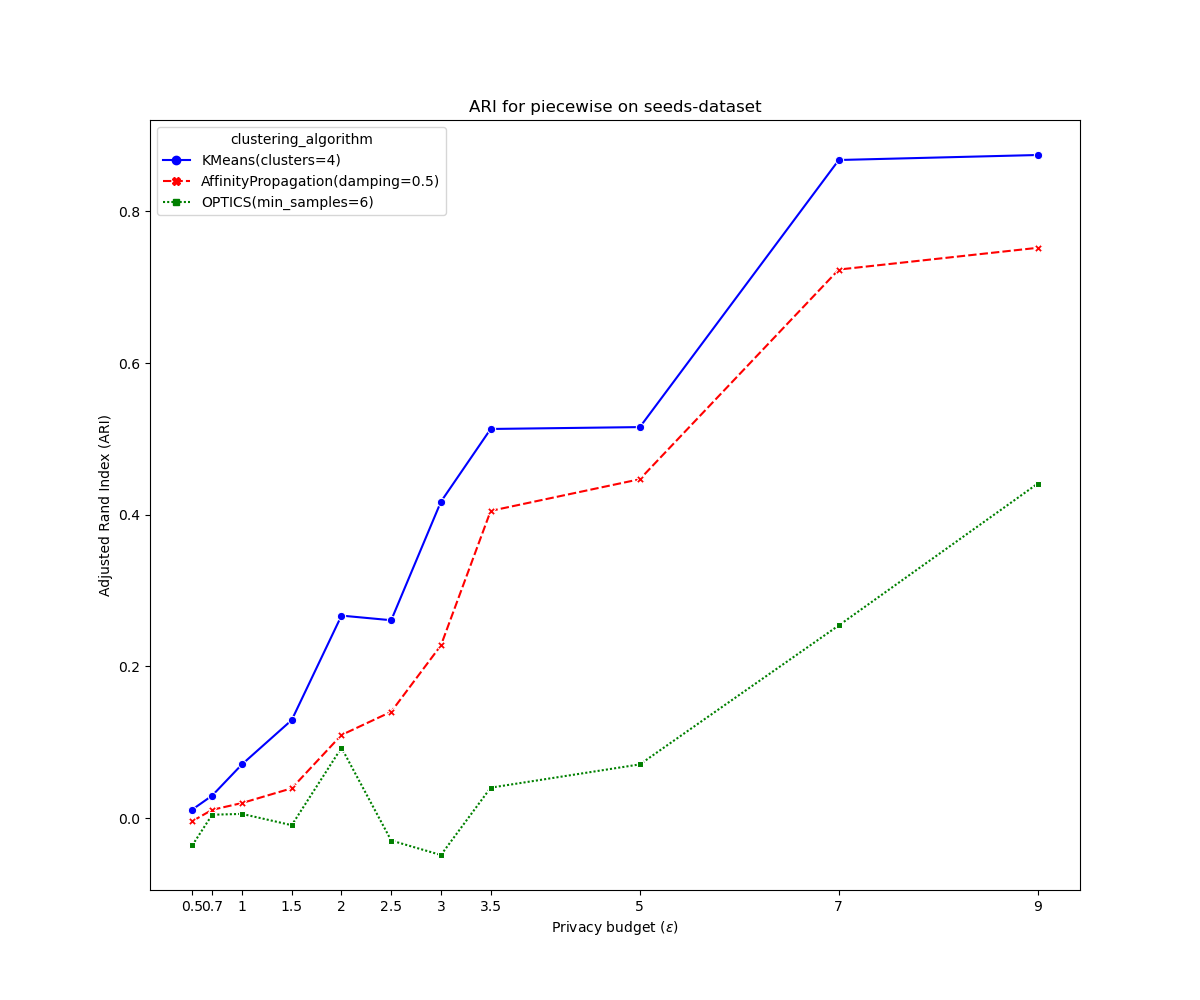 ARI for piecewise on seeds-dataset
clustering_algorithm
KMeans(clusters=4)
AffinityPropagation(damping=0.5)
OPTICS(min_samples=6)
0.8
0.6
0.4
0.2
0.0
Adjusted Rand Index (ARI)
0.5 0.7 1 1.5 2 2.5 3 3.5 5 7 9
Privacy budget (ε)